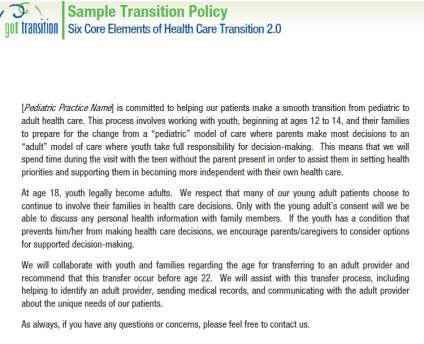 got transition
Sample Transition Policy
Six Core Elements of Health Care Transition 2.0
[Pediatric Practice Name] is committed to helping our patients make a smooth transition from pediatric to
adult health care. This process involves working with youth, beginning at ages 12 to 14, and their families
to prepare for the change from a “pediatric” model of care where parents make most decisions to an
“adult” model of care where youth take full responsibility for decision-making. This means that we will
spend time during the visit with the teen without the parent present in order to assist them in setting health
priorities and supporting them in becoming more independent with their own health care.
At age 18, youth legally become adults. We respect that many of our young adult patients choose to
continue to involve their families in health care decisions. Only with the young adult’s consent will we be
able to discuss any personal health information with family members. If the youth has a condition that
prevents him/her from making health care decisions, we encourage parents/caregivers to consider options
for supported decision-making.
We will collaborate with youth and families regarding the age for transferring to an adult provider and
recommend that this transfer occur before age 22. We will assist with this transfer process, including
helping to identify an adult provider, sending medical records, and communicating with the adult provider
about the unique needs of our patients.
As always, if you have any questions or concerns, please feel free to contact us.